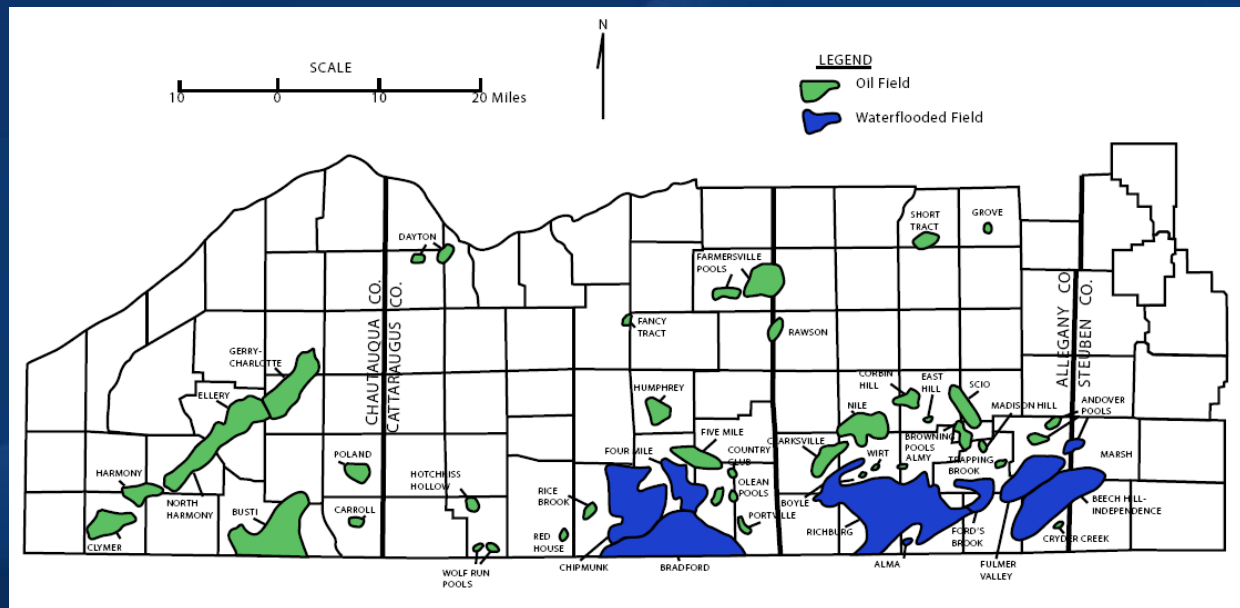 N
SCALE
10 0 10 20 Miles
LEGEND
Oil Field
Waterflooded Field
DAYTON
SHORT
TRACT
GROVE
FARMERSVILLE
POOLS
CHAUTAUQUA CO.
CATTARAUGUS CO.
ALLEGANY CO
STEUBEN CO.
FANCY
TRACT
RAWSON
GERRY-
CHARLOTTE
ELLERY
HUMPHREY
CORBIN
HILL
EAST
HILL
SCIO
NILE
MADISON HILL
ANDOVER
POOLS
BROWNING
POOLS
ALMY
CLARKSVILLE
WIRT
TRAPPING
BROOK
MARSH
FIVE MILE
FOUR MILE
COUNTRY
CLUB
OLEAN
POOLS
POLAND
HOTCHKISS
HOLLOW
HARMONY
NORTH
HARMONY
BUSTI
CARROLL
RICE
BROOK
BOYLE
RICHBURG
PORTVILLE
BEECH HILL-
INDEPENDENCE
FORD'S
BROOK
CRYDER CREEK
CLYMER
RED
HOUSE
WOLF RUN
POOLS
CHIPMUNK
BRADFORD
ALMA
FULMER
VALLEY